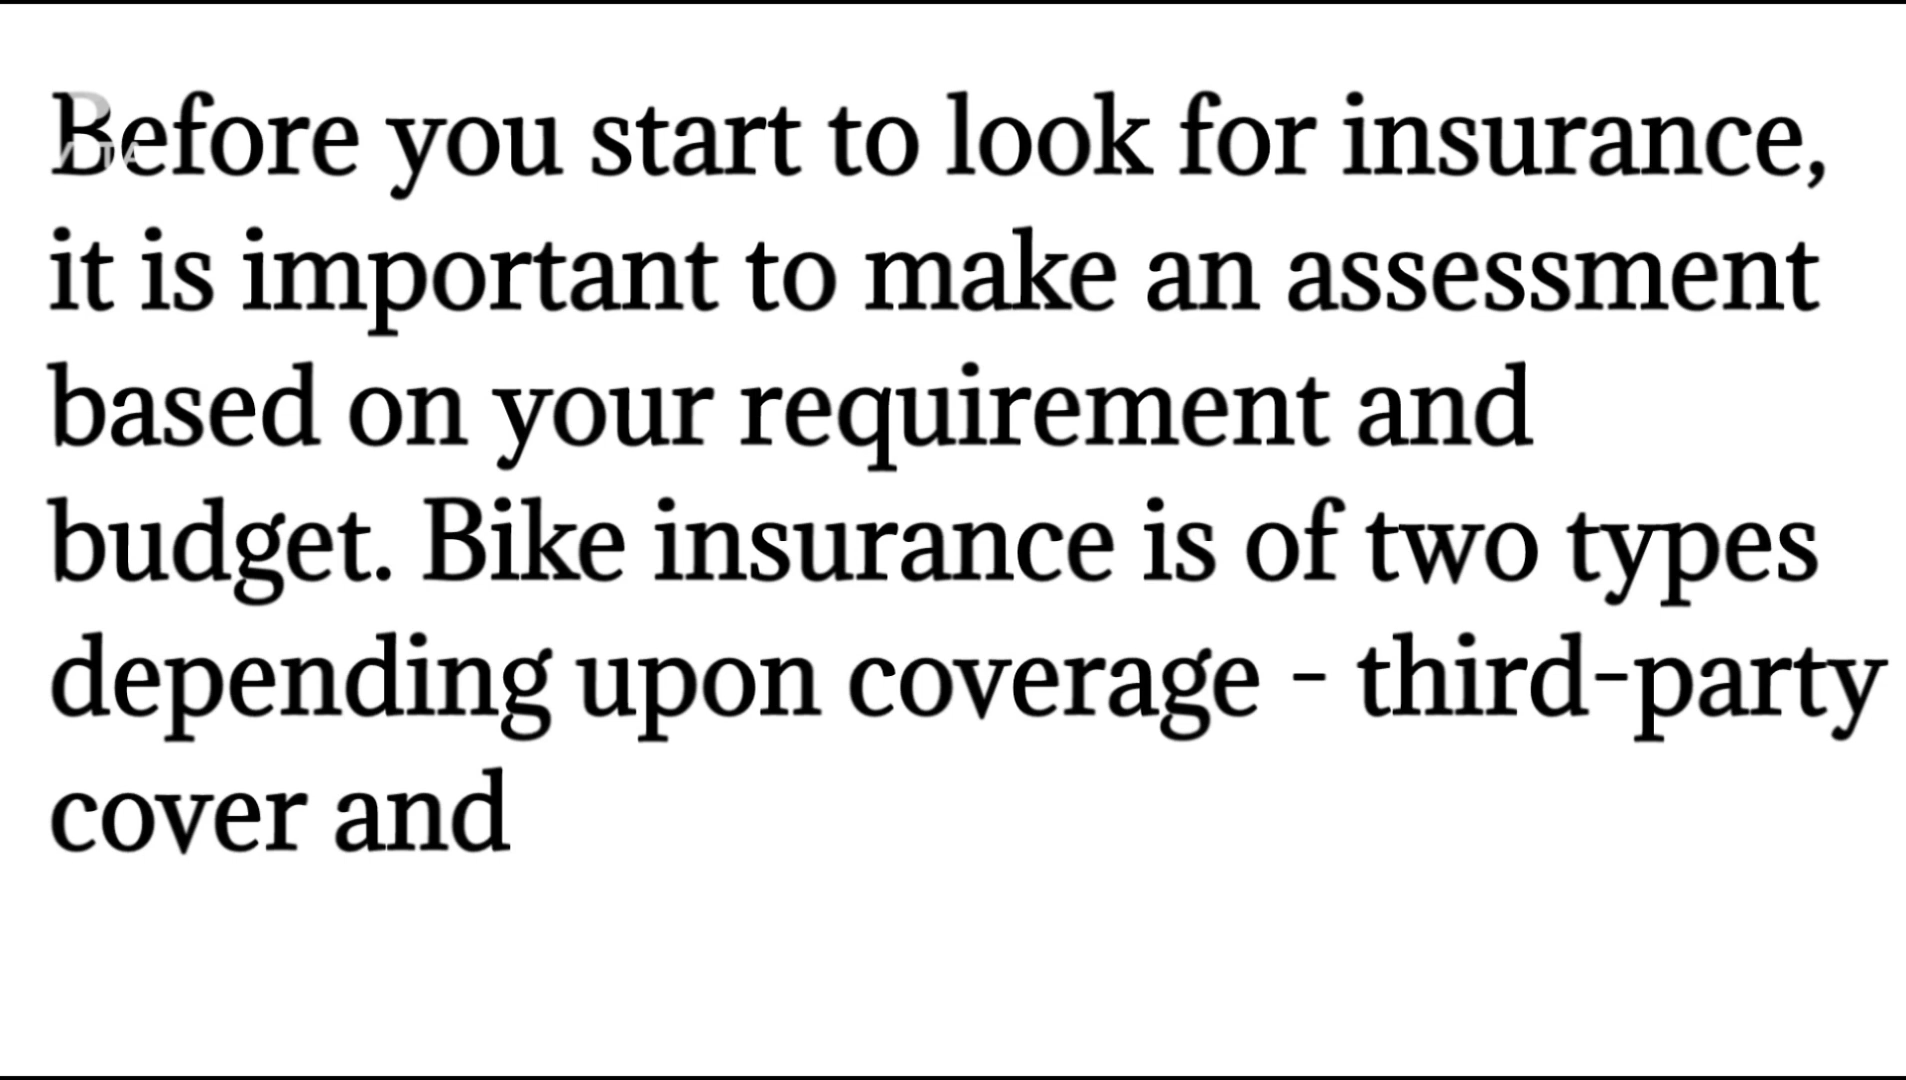 Before you start to look for insurance,
it is important to make an assessment
based on your requirement and
budget. Bike insurance is of two types
depending upon coverage - third-party
cover and